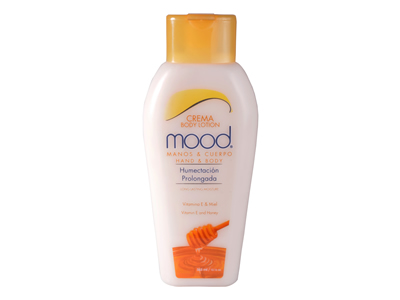 CREMA
BODY LOTION
mood®
MANOS & CUERPO
HAND & BODY
Humectación
Prolongada
Vitamina E & Miel
Vitamin E and Honey